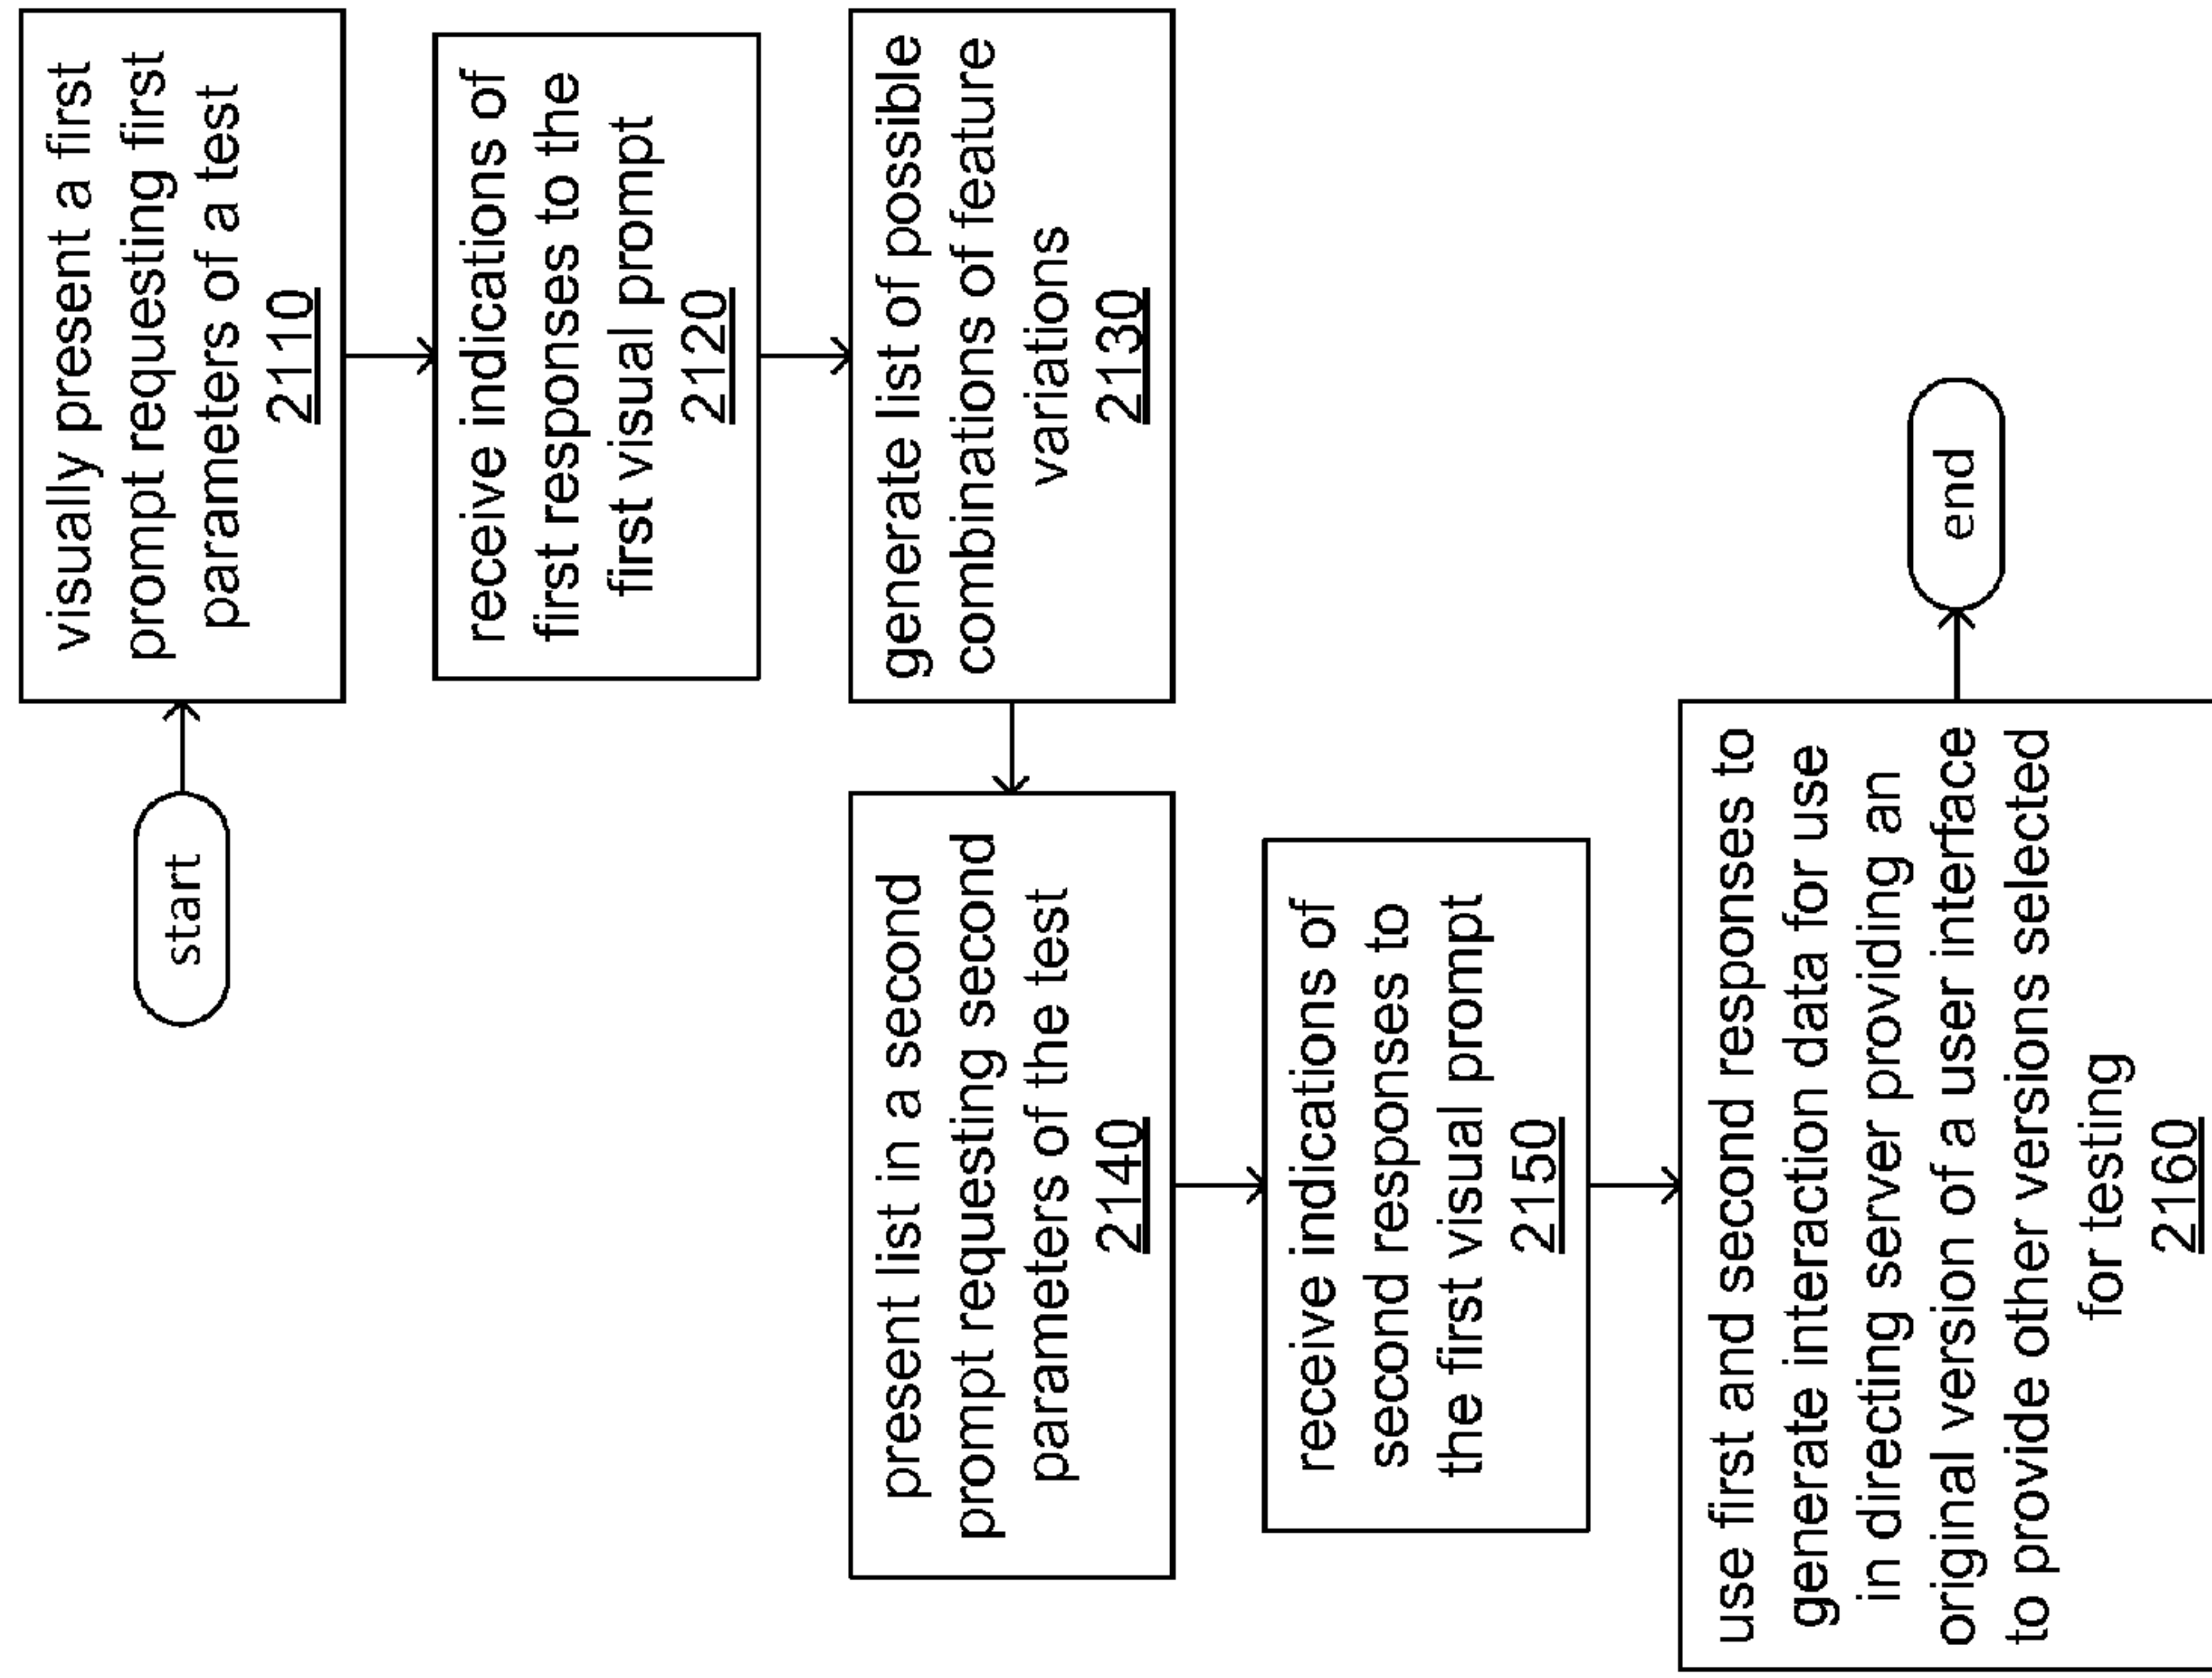 start
visually present a first
prompt requesting first
parameters of a test
2110
receive indications of
first responses to the
first visual prompt
2120
generate list of possible
combinations of feature
variations
2130
present list in a second
prompt requesting second
parameters of the test
2140
receive indications of
second responses to
the first visual prompt
2150
use first and second responses to
generate interaction data for use
in directing server providing an
original version of a user interface
to provide other versions selected
for testing
2160
end